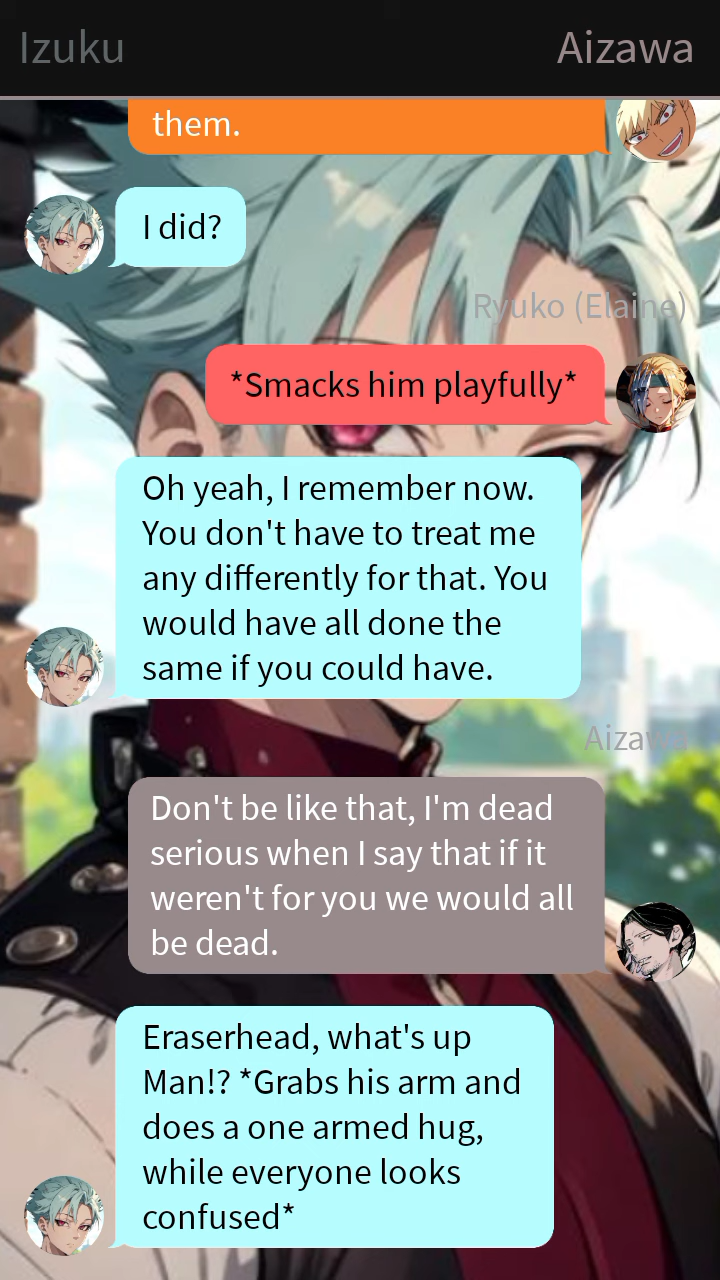 Izuku
Aizawa
them.
I did?
Ryuko (Elaine)
*Smacks him playfully*
Oh yeah, I remember now.
You don't have to treat me
any differently for that. You
would have all done the
same if you could have.
Aizawa
Don't be like that, I'm dead
serious when I say that if it
weren't for you we would all
be dead.
Eraserhead, what's up
Man!? *Grabs his arm and
does a one armed hug,
while everyone looks
confused*